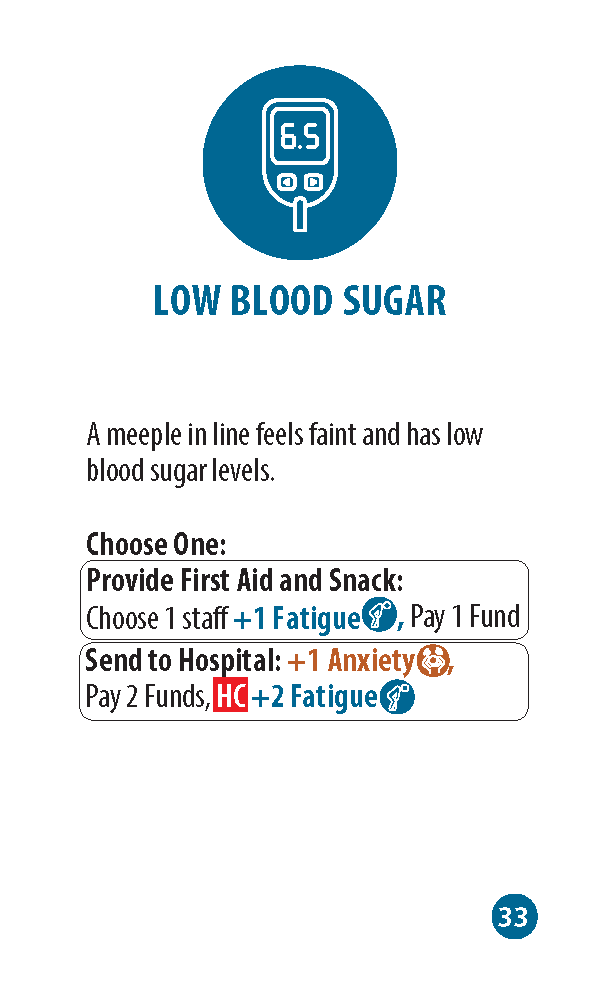 6.5
LOW BLOOD SUGAR
A meeple in line feels faint and has low
blood sugar levels.
Choose One:
Provide First Aid and Snack:
Choose 1 staff +1 Fatigue, Pay 1 Fund
Send to Hospital: +1 Anxiety,
Pay 2 Funds, HC +2 Fatigue
33